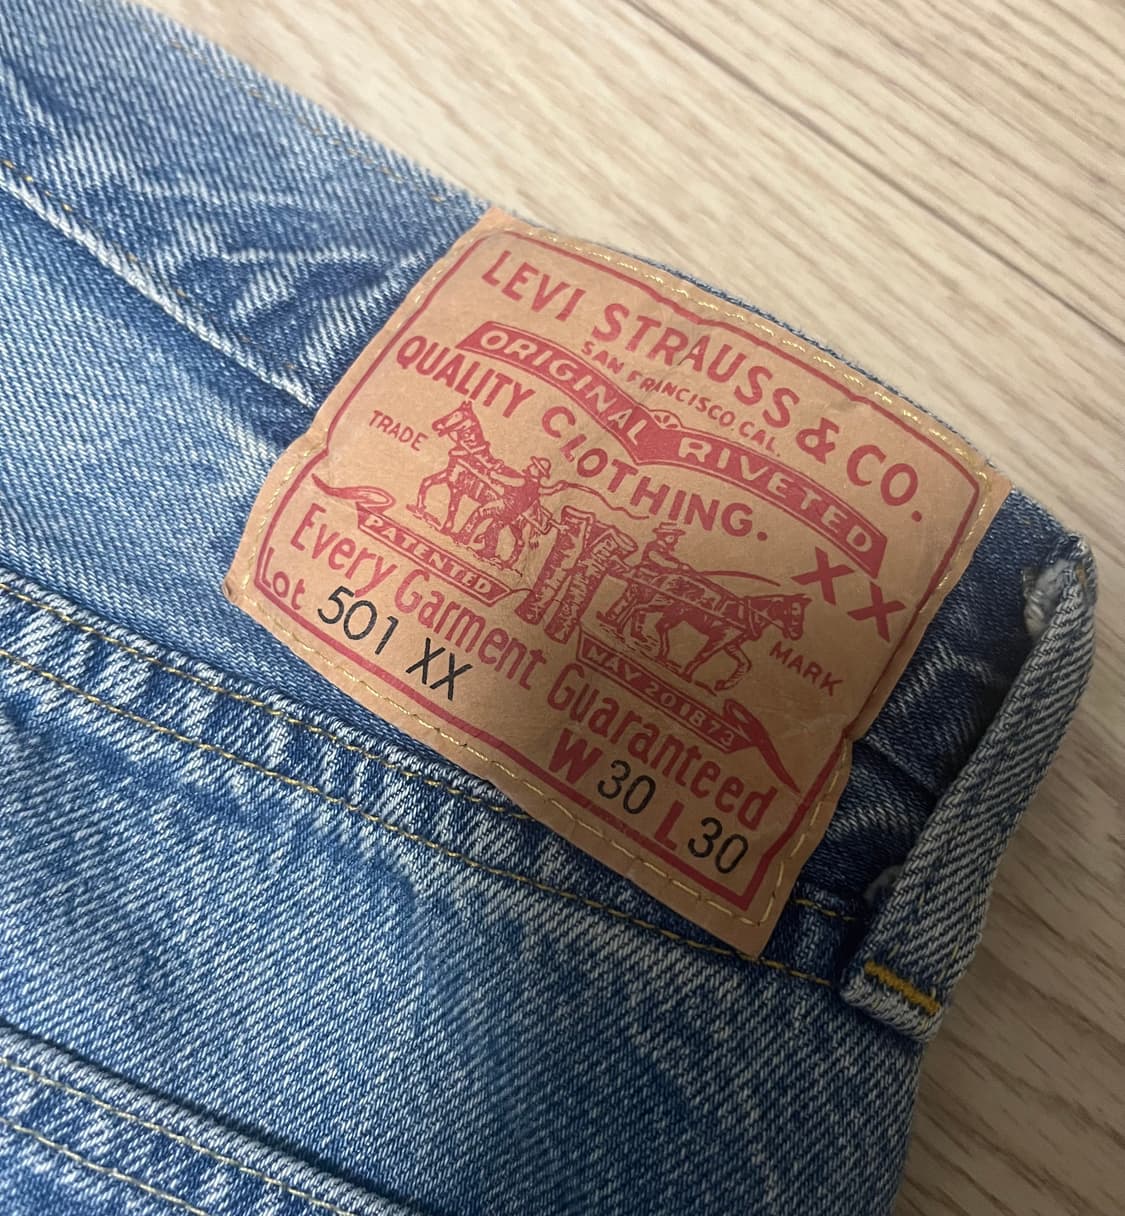 LEVI STRAUSS & CO.
SAN FRANCISCO, CAL.
ORIGINAL RIVETED
QUALITY CLOTHING.
XX
TRADE
MARK
PATENTED
MAY 20 1873
Every Garment Guaranteed
Lot 501 XX
W 30 L 30